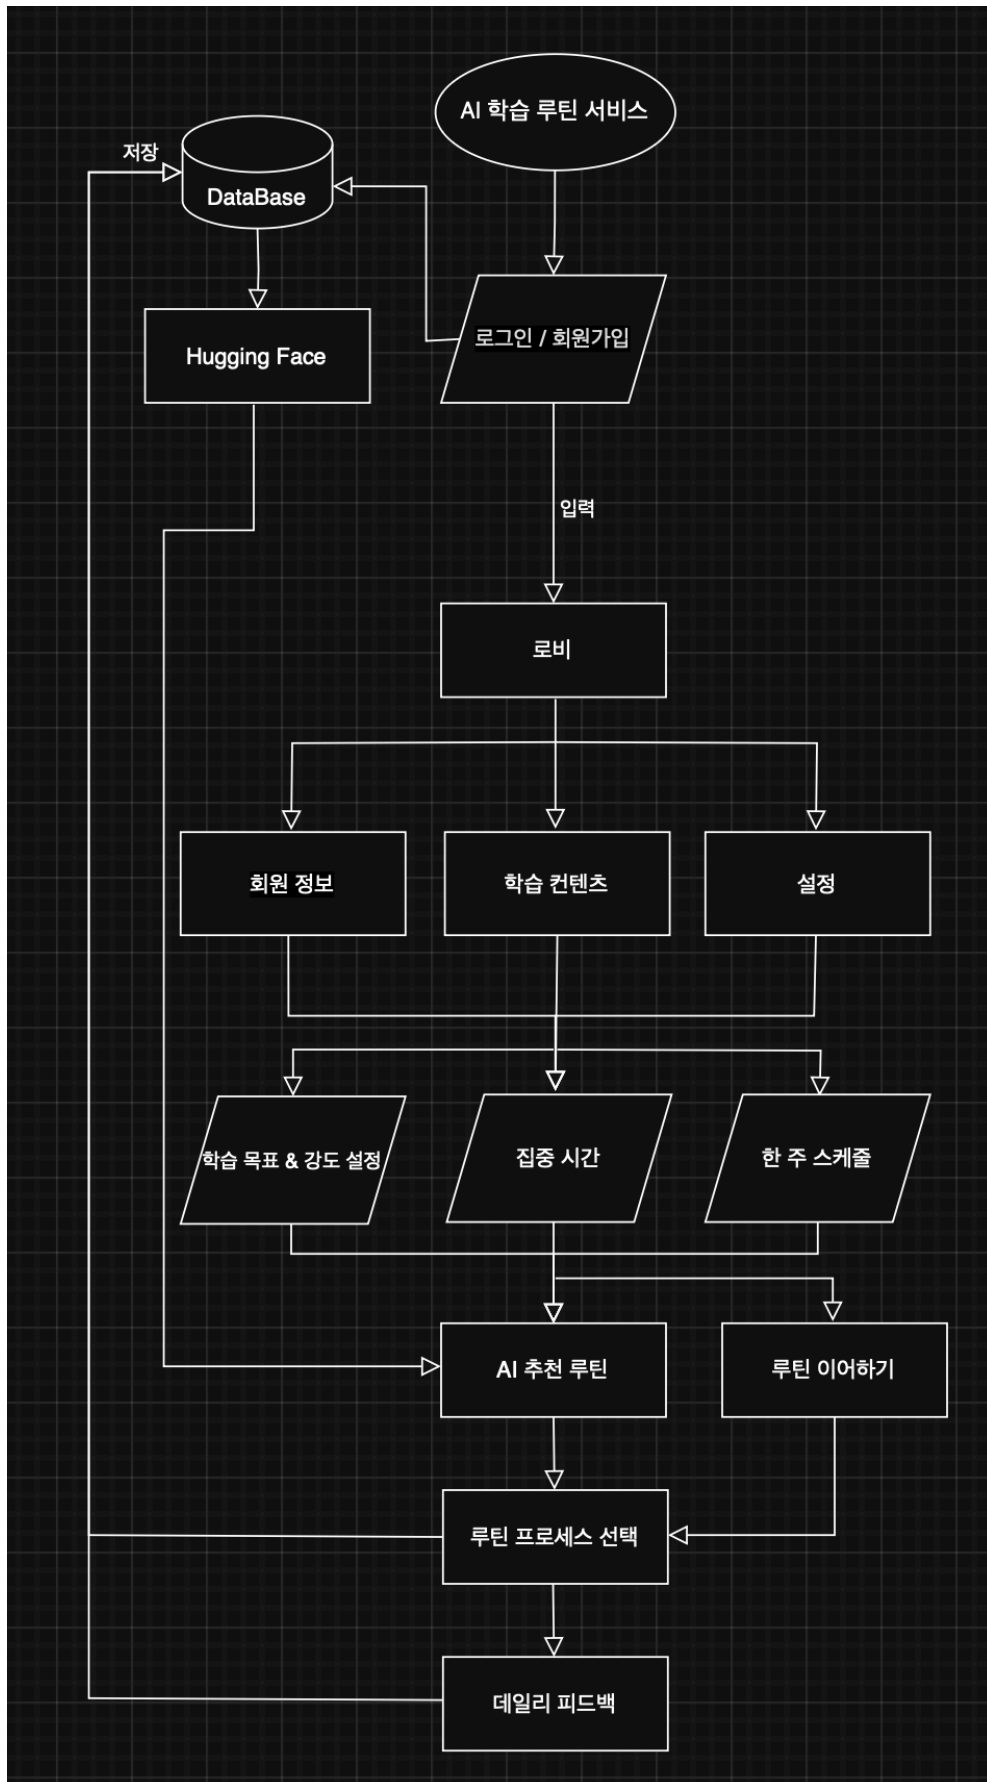 AI 학습 루틴 서비스
저장
DataBase
Hugging Face
로그인 / 회원가입
입력
로비
회원 정보
학습 컨텐츠
설정
학습 목표 & 강도 설정
집중 시간
한 주 스케줄
AI 추천 루틴
루틴 이어하기
루틴 프로세스 선택
데일리 피드백